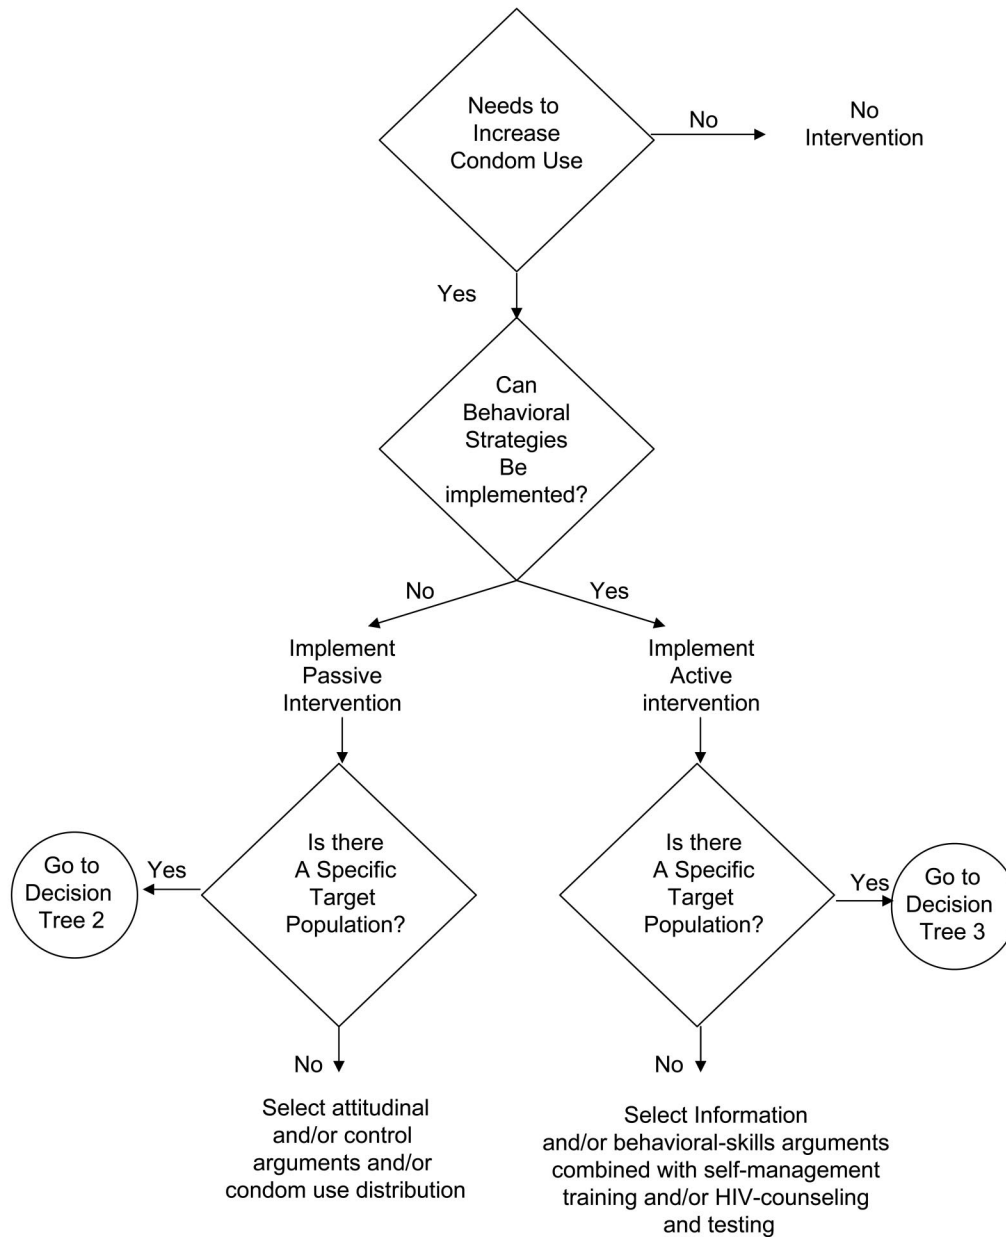 Needs to
Increase
Condom Use
No
No
Intervention
Yes
Can
Behavioral
Strategies
Be
implemented?
No
Yes
Implement
Passive
Intervention
Implement
Active
intervention
Is there
A Specific
Target
Population?
Yes
Go to
Decision
Tree 2
Is there
A Specific
Target
Population?
Yes
Go to
Decision
Tree 3
No
Select attitudinal
and/or control
arguments and/or
condom use distribution
No
Select Information
and/or behavioral-skills arguments
combined with self-management
training and/or HIV-counseling
and testing